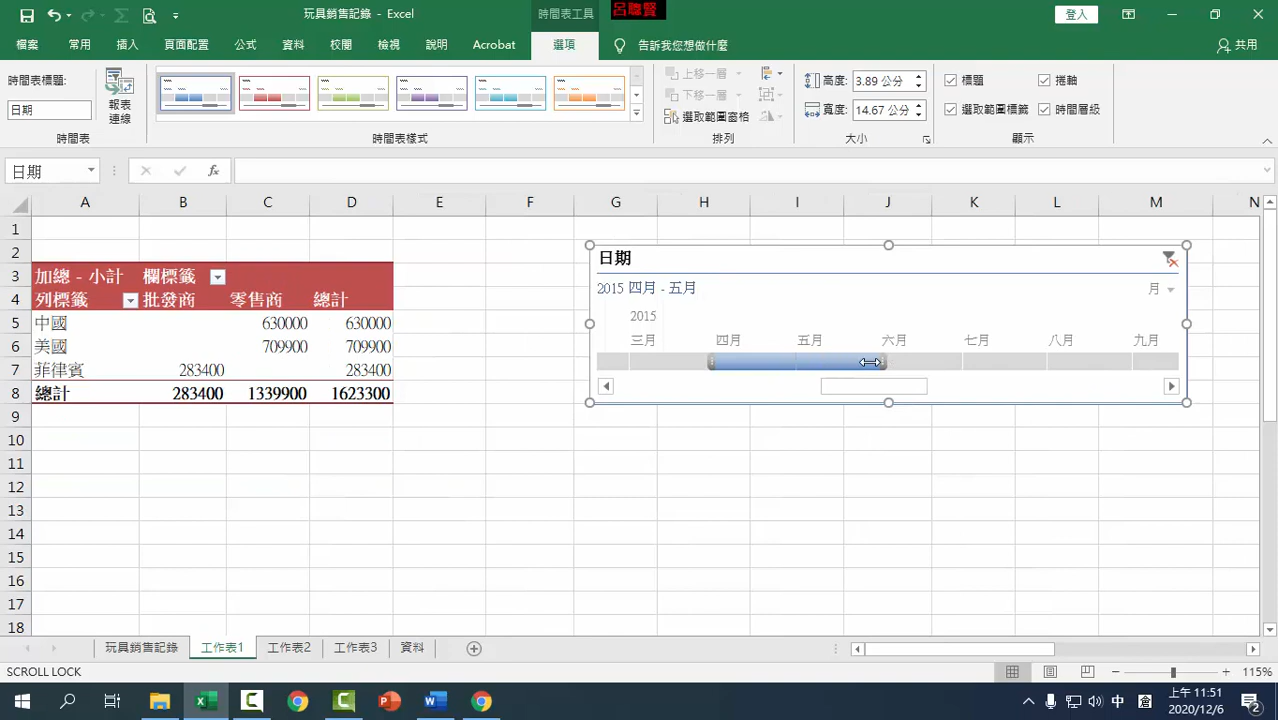 玩具銷售記錄 - Excel
時間表工具
呂聰賢
登入
檔案 常用 插入 頁面配置 公式 資料 校閱 檢視 說明 Acrobat 選項 告訴我您想做什麼 共用
時間表標題:
日期
報表
連線
時間表
時間表樣式
上移一層
下移一層
選取範圍窗格
排列
高度: 3.89 公分
寬度: 14.67 公分
大小
標題 捲軸
選取範圍標籤 時間層級
顯示
日期
fx
A B C D E F G H I J K L M N
1
2
3 加總 - 小計 欄標籤
4 列標籤 批發商 零售商 總計
5 中國 630000 630000
6 美國 709900 709900
7 菲律賓 283400 283400
8 總計 283400 1339900 1623300
9
10
11
12
13
14
15
16
17
18
日期
2015 四月 - 五月 月
2015
三月 四月 五月 六月 七月 八月 九月
玩具銷售記錄 工作表1 工作表2 工作表3 資料
SCROLL LOCK
115%
中
上午 11:51
2020/12/6
2